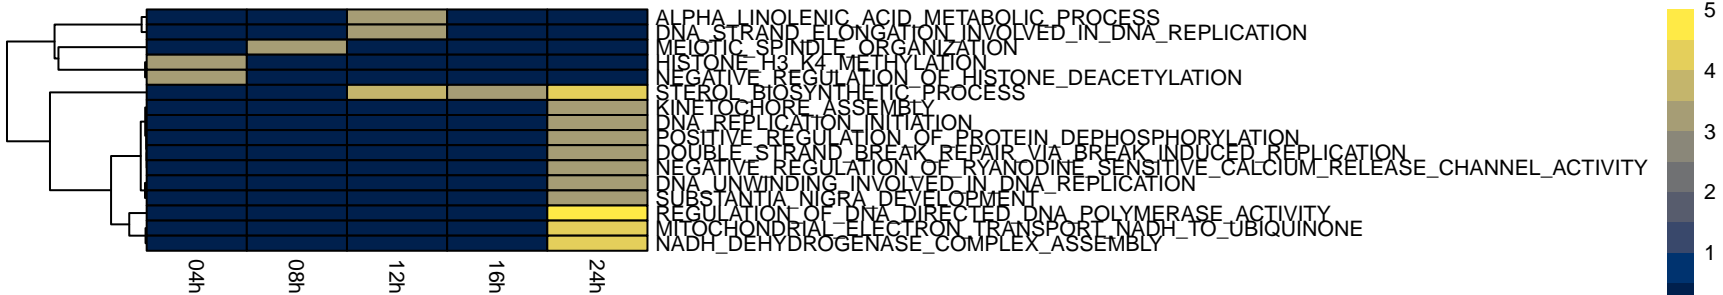 ALPHA_LINOLENIC_ACID_METABOLIC_PROCESS
DNA_STRAND_ELONGATION_INVOLVED_IN_DNA_REPLICATION
MEIOTIC_SPINDLE_ORGANIZATION
HISTONE_H3_K4_METHYLATION
NEGATIVE_REGULATION_OF_HISTONE_DEACETYLATION
STEROL_BIOSYNTHETIC_PROCESS
KINETOCHORE_ASSEMBLY
DNA_REPLICATION_INITIATION
POSITIVE_REGULATION_OF_PROTEIN_DEPHOSPHORYLATION
DOUBLE_STRAND_BREAK_REPAIR_VIA_BREAK_INDUCED_REPLICATION
NEGATIVE_REGULATION_OF_RYANODINE_SENSITIVE_CALCIUM_RELEASE_CHANNEL_ACTIVITY
DNA_UNWINDING_INVOLVED_IN_DNA_REPLICATION
SUBSTANTIA_NIGRA_DEVELOPMENT
REGULATION_OF_DNA_DIRECTED_DNA_POLYMERASE_ACTIVITY
MITOCHONDRIAL_ELECTRON_TRANSPORT_NADH_TO_UBIQUINONE
NADH_DEHYDROGENASE_COMPLEX_ASSEMBLY
04h
08h
12h
16h
24h
5
4
3
2
1